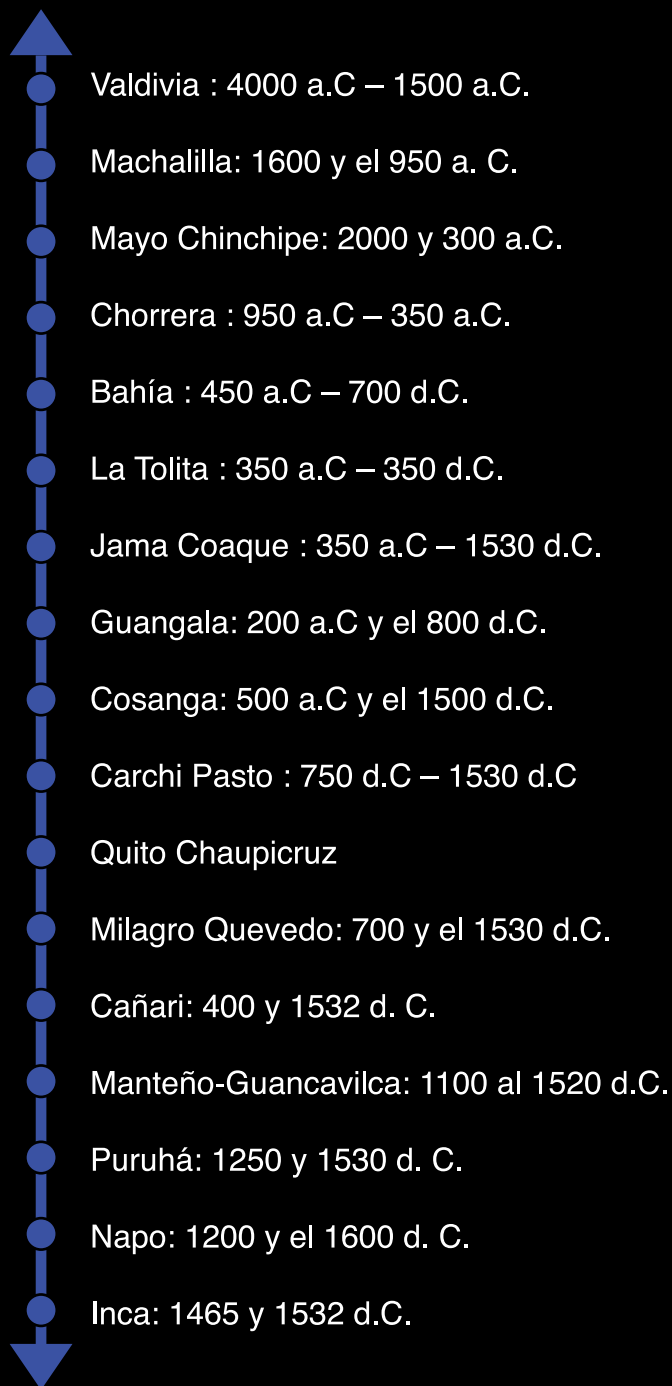 Valdivia : 4000 a.C – 1500 a.C.
Machalilla: 1600 y el 950 a. C.
Mayo Chinchipe: 2000 y 300 a.C.
Chorrera : 950 a.C – 350 a.C.
Bahía : 450 a.C – 700 d.C.
La Tolita : 350 a.C – 350 d.C.
Jama Coaque : 350 a.C – 1530 d.C.
Guangala: 200 a.C y el 800 d.C.
Cosanga: 500 a.C y el 1500 d.C.
Carchi Pasto : 750 d.C – 1530 d.C
Quito Chaupicruz
Milagro Quevedo: 700 y el 1530 d.C.
Cañari: 400 y 1532 d. C.
Manteño-Guancavilca: 1100 al 1520 d.C.
Puruhá: 1250 y 1530 d. C.
Napo: 1200 y el 1600 d. C.
Inca: 1465 y 1532 d.C.